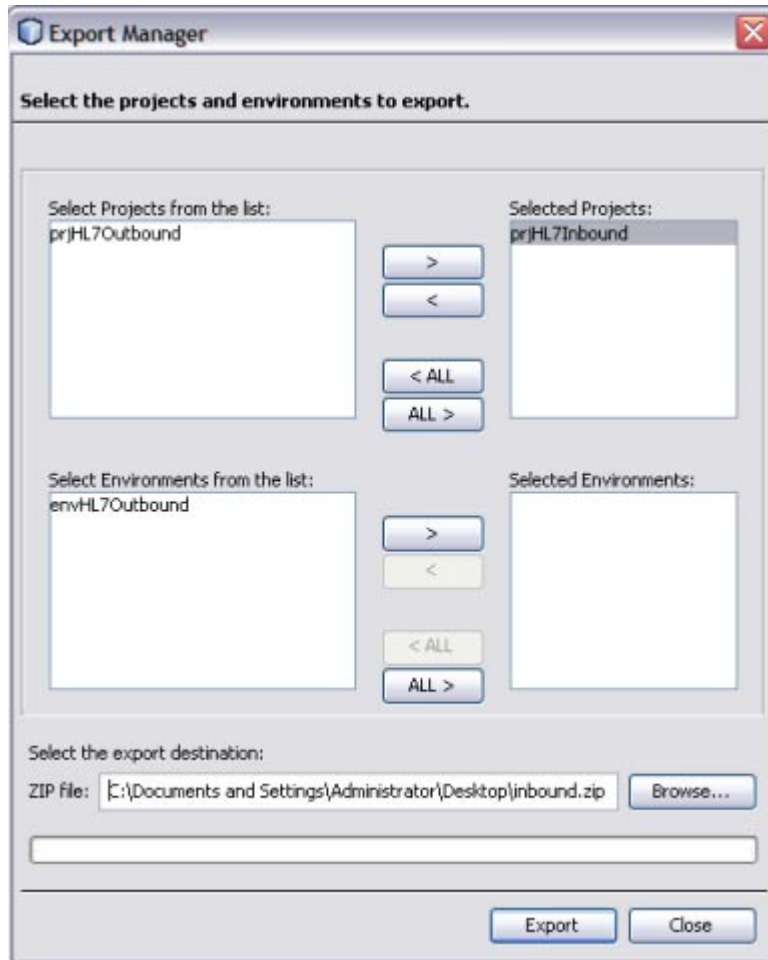 Export Manager
Select the projects and environments to export.
Select Projects from the list:
prjHL7Outbound
>
<
< ALL
ALL >
Selected Projects:
prjHL7Inbound
Select Environments from the list:
envHL7Outbound
>
<
< ALL
ALL >
Selected Environments:
Select the export destination:
ZIP file: C:\Documents and Settings\Administrator\Desktop\inbound.zip Browse...
Export Close